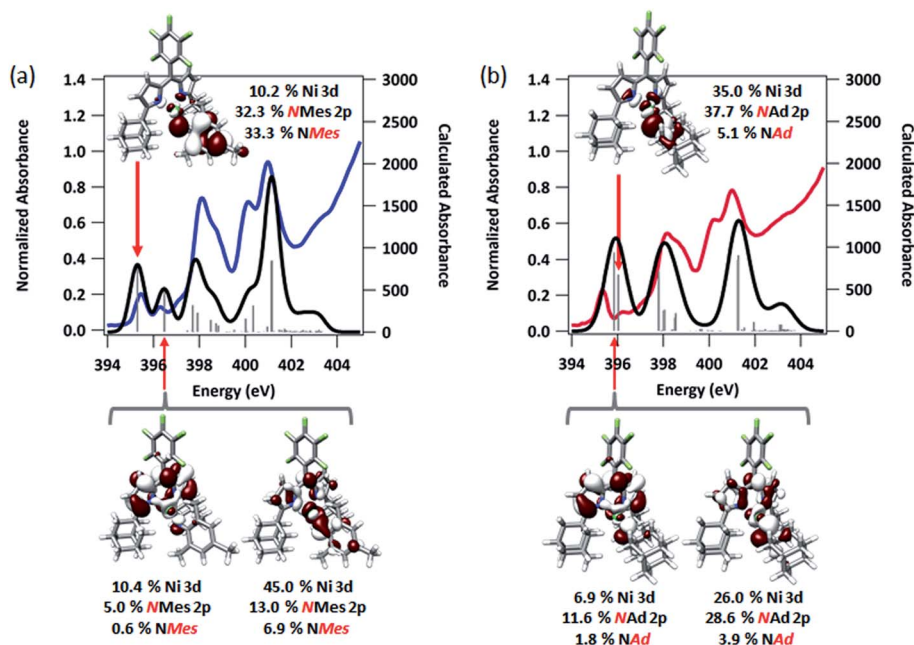 (a)
10.2 % Ni 3d
32.3 % NMes 2p
33.3 % NMes
Normalized Absorbance
1.4
1.2
1.0
0.8
0.6
0.4
0.2
0.0
3000
2500
2000
1500
1000
500
0
Calculated Absorbance
394 396 398 400 402 404
Energy (eV)
10.4 % Ni 3d
5.0 % NMes 2p
0.6 % NMes
45.0 % Ni 3d
13.0 % NMes 2p
6.9 % NMes
(b)
35.0 % Ni 3d
37.7 % NAd 2p
5.1 % NAd
Normalized Absorbance
1.4
1.2
1.0
0.8
0.6
0.4
0.2
0.0
3000
2500
2000
1500
1000
500
0
Calculated Absorbance
394 396 398 400 402 404
Energy (eV)
6.9 % Ni 3d
11.6 % NAd 2p
1.8 % NAd
26.0 % Ni 3d
28.6 % NAd 2p
3.9 % NAd